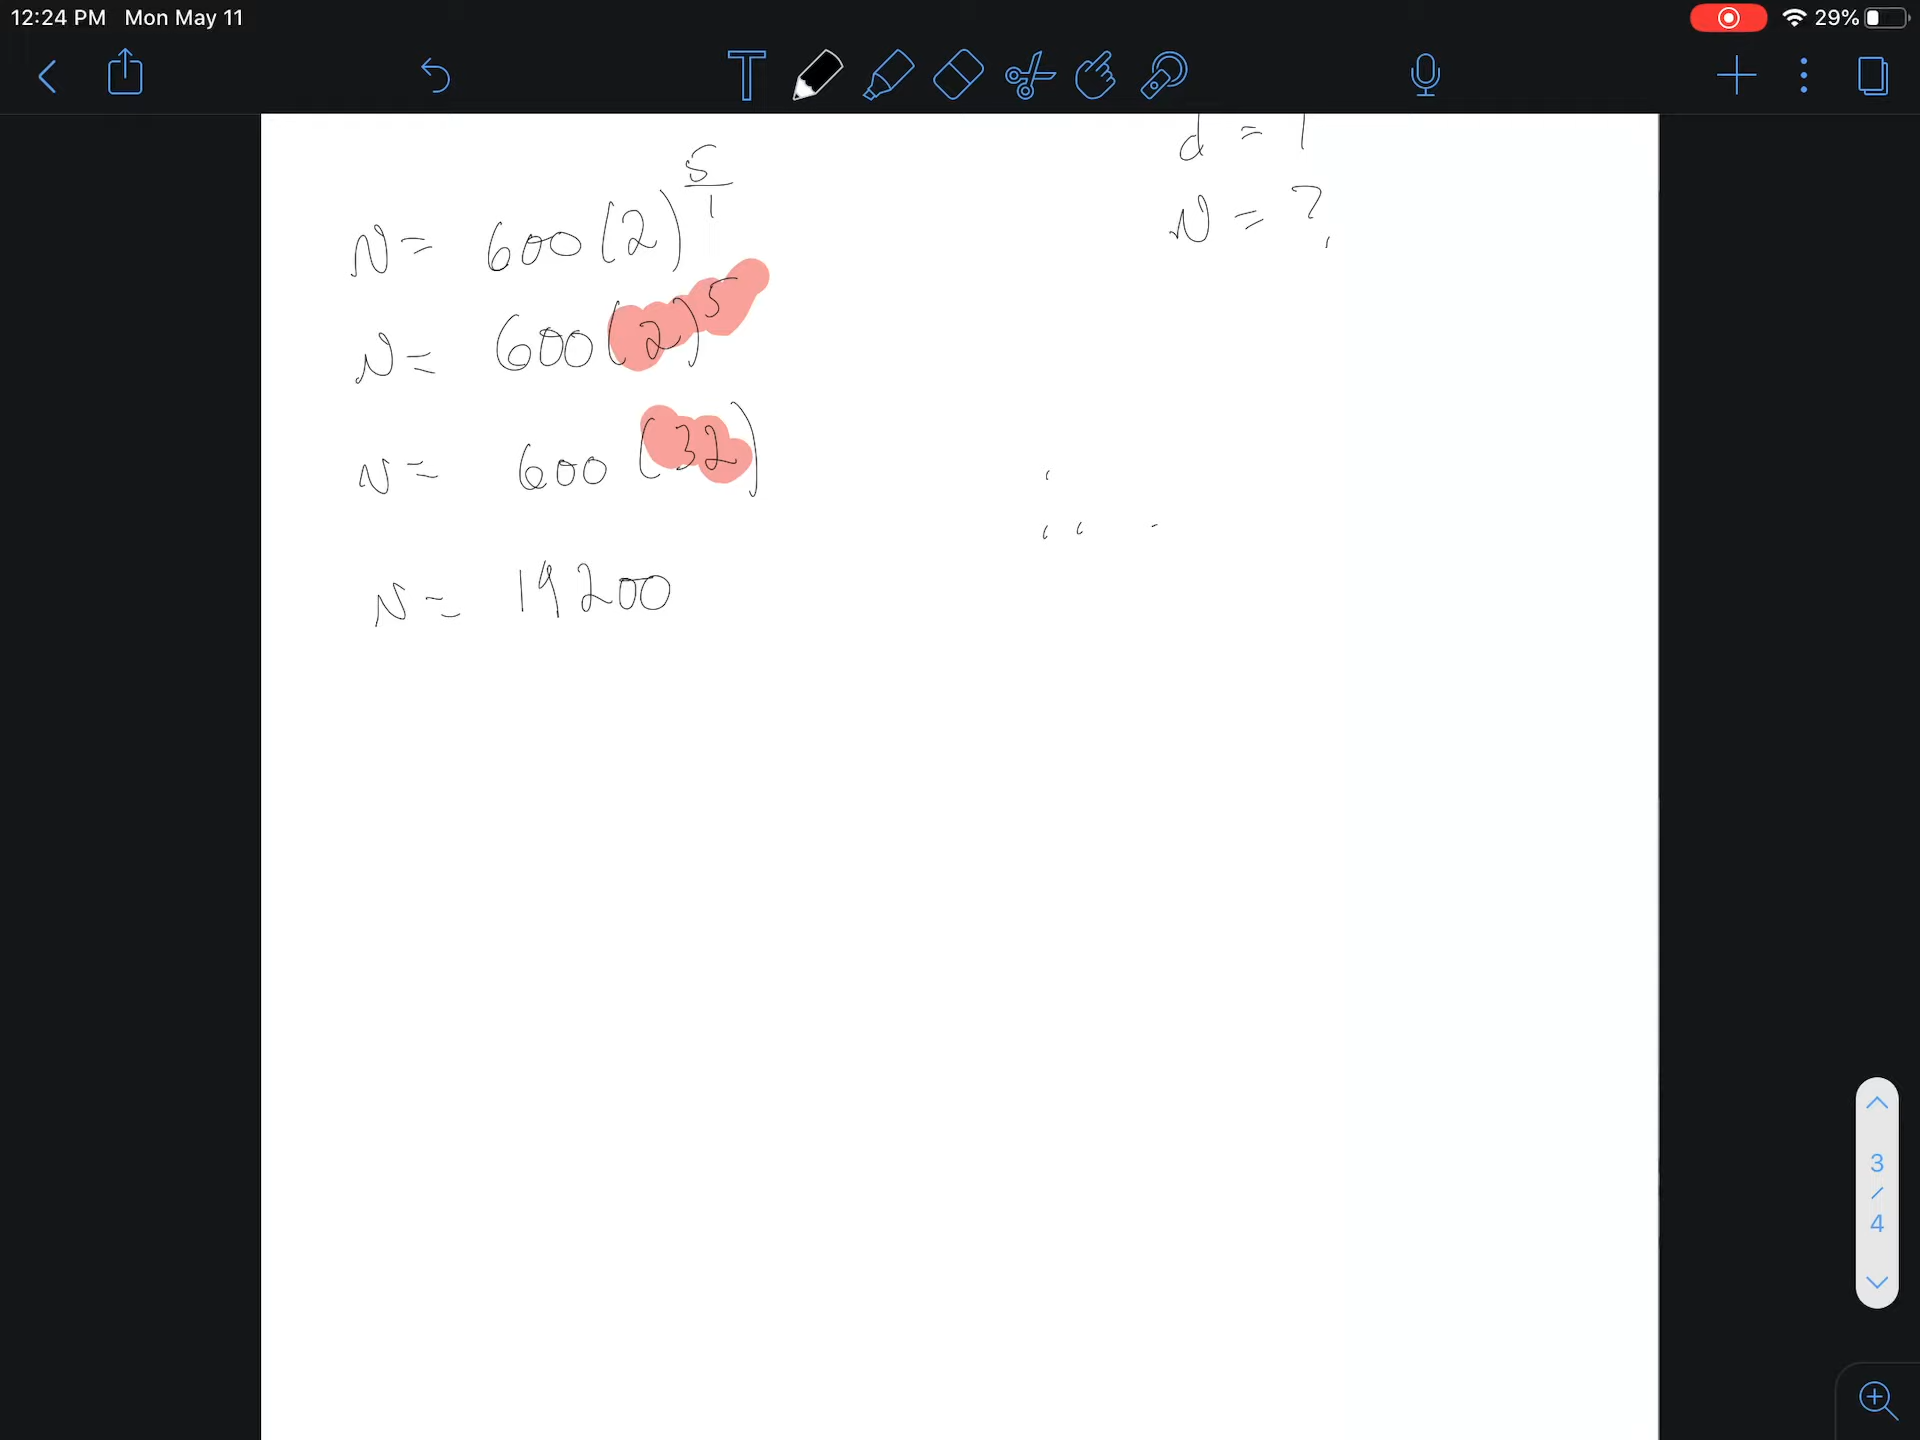 12:24 PM Mon May 11
29%
T
d = 1
N = ?
N = 600(2)^(5/1)
N = 600(2)^5
N = 600(32)
N = 19200
3
/
4